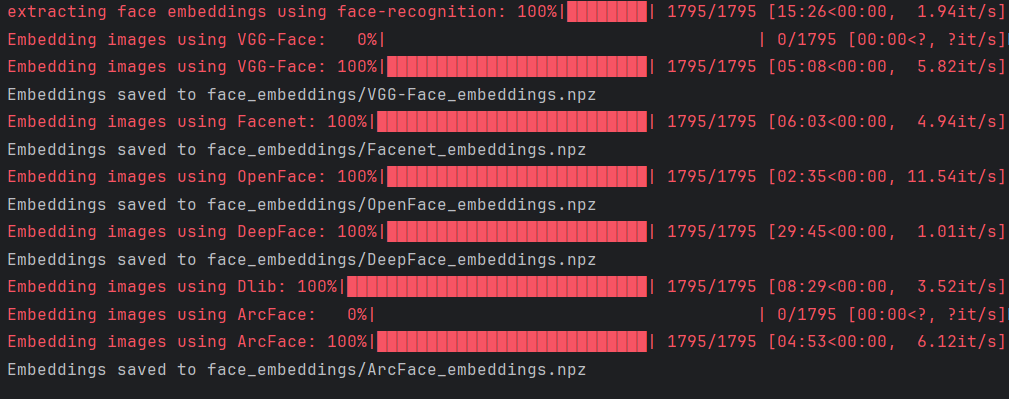 extracting face embeddings using face-recognition: 100%|██████████| 1795/1795 [15:26<00:00,  1.94it/s]
Embedding images using VGG-Face:   0%|          | 0/1795 [00:00<?, ?it/s]
Embedding images using VGG-Face: 100%|██████████| 1795/1795 [05:08<00:00,  5.82it/s]
Embeddings saved to face_embeddings/VGG-Face_embeddings.npz
Embedding images using Facenet: 100%|██████████| 1795/1795 [06:03<00:00,  4.94it/s]
Embeddings saved to face_embeddings/Facenet_embeddings.npz
Embedding images using OpenFace: 100%|██████████| 1795/1795 [02:35<00:00, 11.54it/s]
Embeddings saved to face_embeddings/OpenFace_embeddings.npz
Embedding images using DeepFace: 100%|██████████| 1795/1795 [29:45<00:00,  1.01it/s]
Embeddings saved to face_embeddings/DeepFace_embeddings.npz
Embedding images using Dlib: 100%|██████████| 1795/1795 [08:29<00:00,  3.52it/s]
Embedding images using ArcFace:   0%|          | 0/1795 [00:00<?, ?it/s]
Embedding images using ArcFace: 100%|██████████| 1795/1795 [04:53<00:00,  6.12it/s]
Embeddings saved to face_embeddings/ArcFace_embeddings.npz